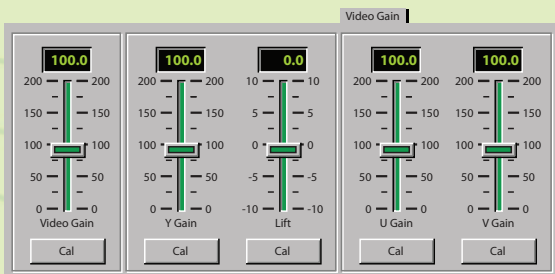 Video Gain
100.0 100.0 0.0 100.0 100.0
200 200 200 200 10 10 200 200 200 200
150 150 150 150 5 5 150 150 150 150
100 100 100 100 0 0 100 100 100 100
50 50 50 50 -5 -5 50 50 50 50
0 0 0 0 -10 -10 0 0 0 0
Video Gain Y Gain Lift U Gain V Gain
Cal Cal Cal Cal Cal